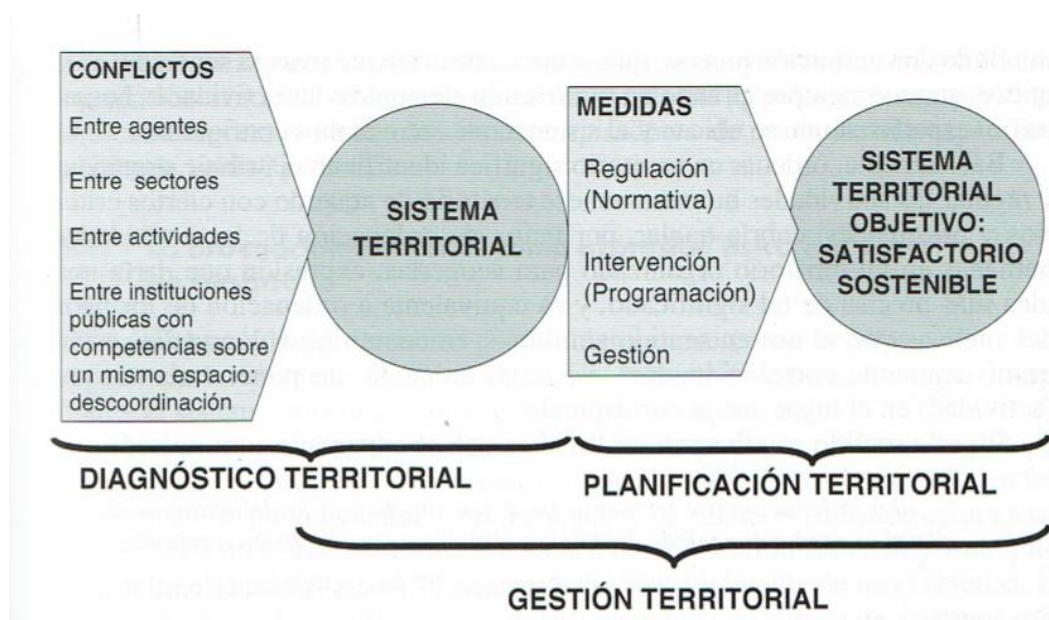 CONFLICTOS
Entre agentes
Entre sectores
Entre actividades
Entre instituciones
públicas con
competencias sobre
un mismo espacio:
descoordinación
SISTEMA
TERRITORIAL
MEDIDAS
Regulación
(Normativa)
Intervención
(Programación)
Gestión
SISTEMA
TERRITORIAL
OBJETIVO:
SATISFACTORIO
SOSTENIBLE
DIAGNÓSTICO TERRITORIAL
PLANIFICACIÓN TERRITORIAL
GESTIÓN TERRITORIAL